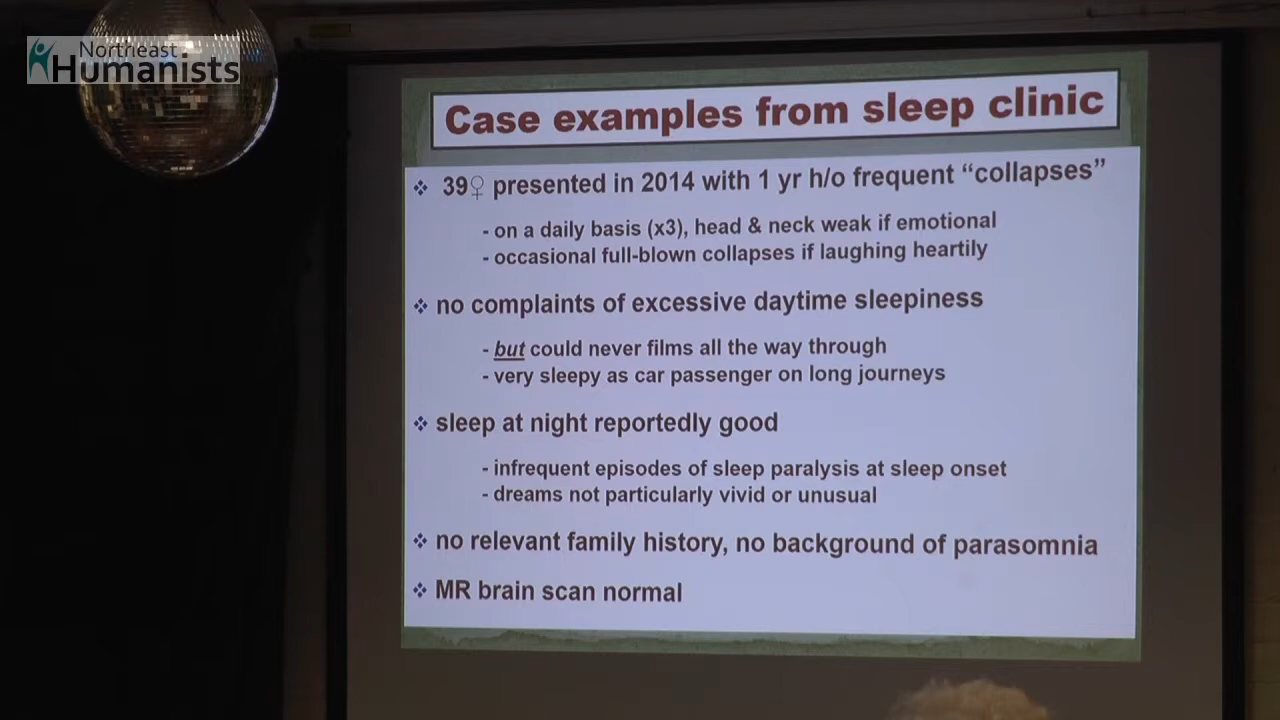 Northeast
Humanists
Case examples from sleep clinic
❖ 39♀ presented in 2014 with 1 yr h/o frequent “collapses”
- on a daily basis (x3), head & neck weak if emotional
- occasional full-blown collapses if laughing heartily
❖ no complaints of excessive daytime sleepiness
- but could never films all the way through
- very sleepy as car passenger on long journeys
❖ sleep at night reportedly good
- infrequent episodes of sleep paralysis at sleep onset
- dreams not particularly vivid or unusual
❖ no relevant family history, no background of parasomnia
❖ MR brain scan normal